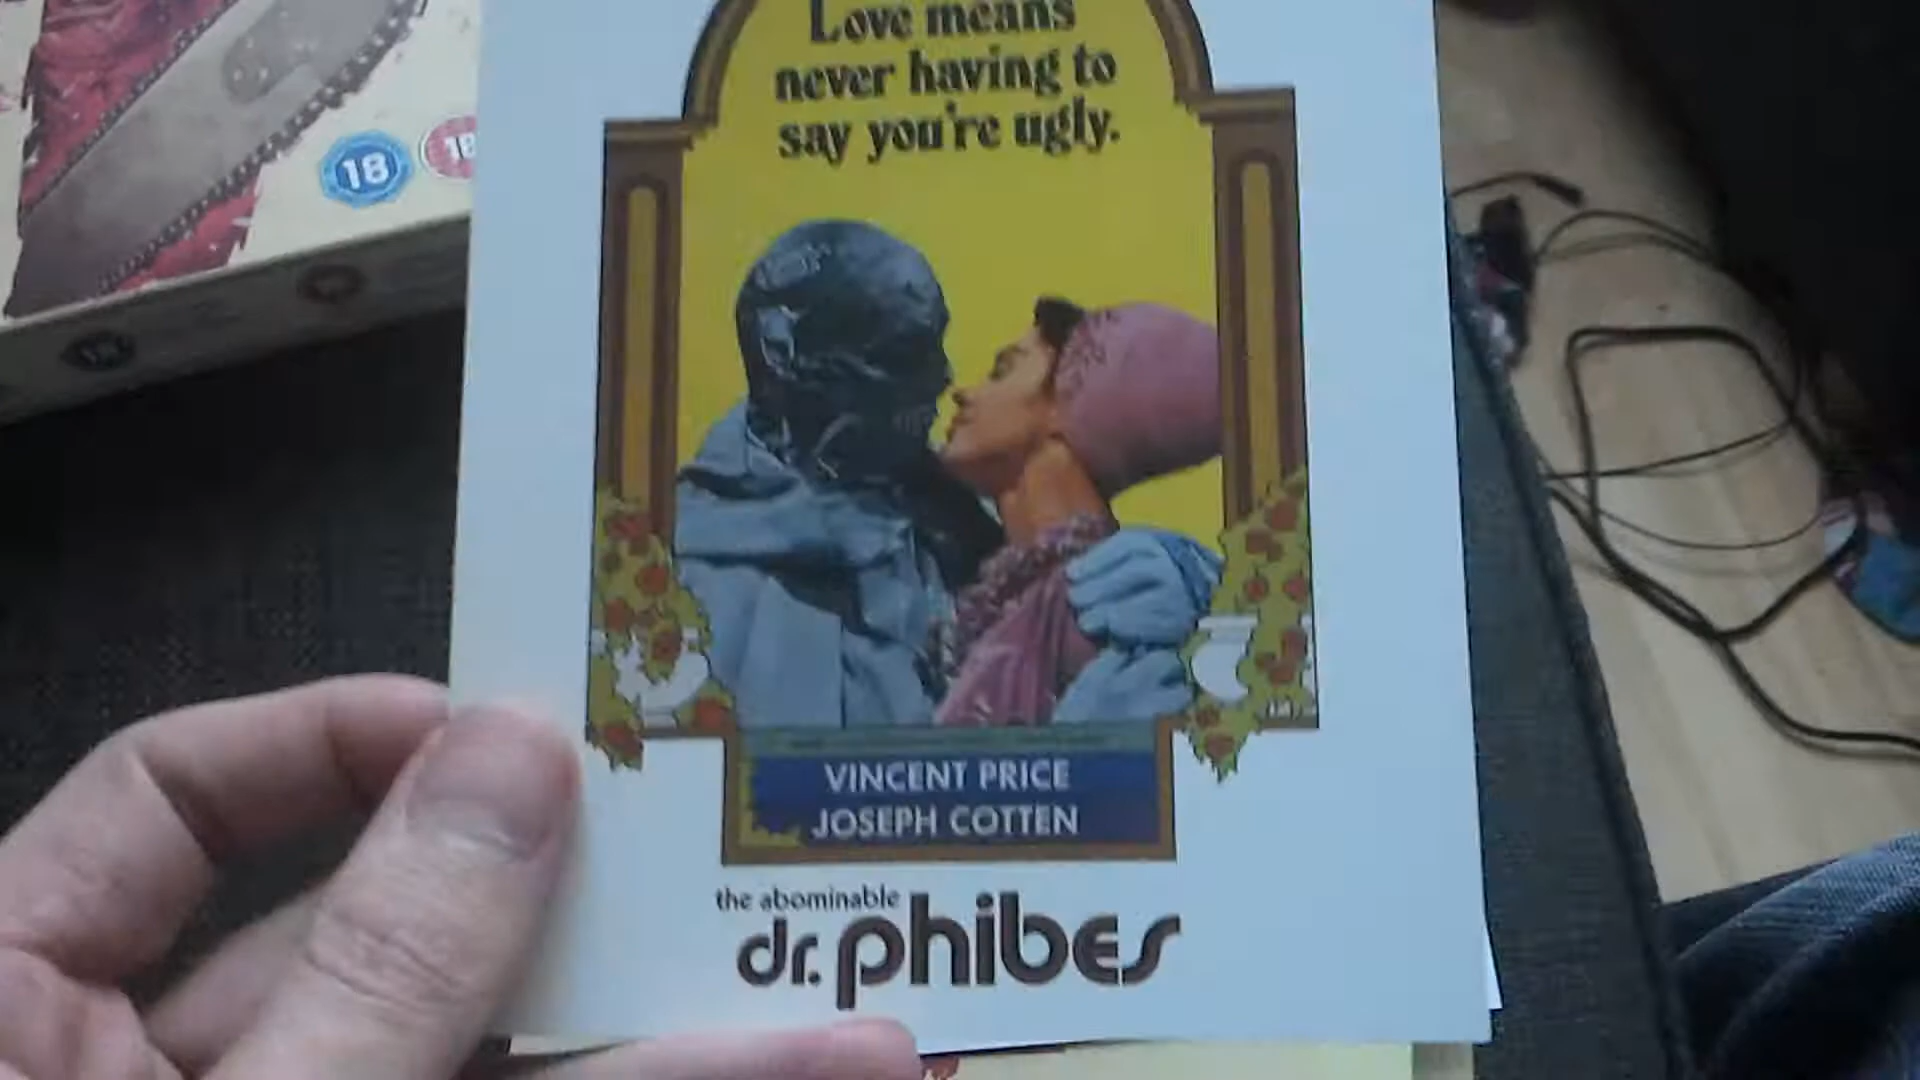 Love means
never having to
say you're ugly.
18
18
VINCENT PRICE
JOSEPH COTTEN
the abominable
dr. phibes